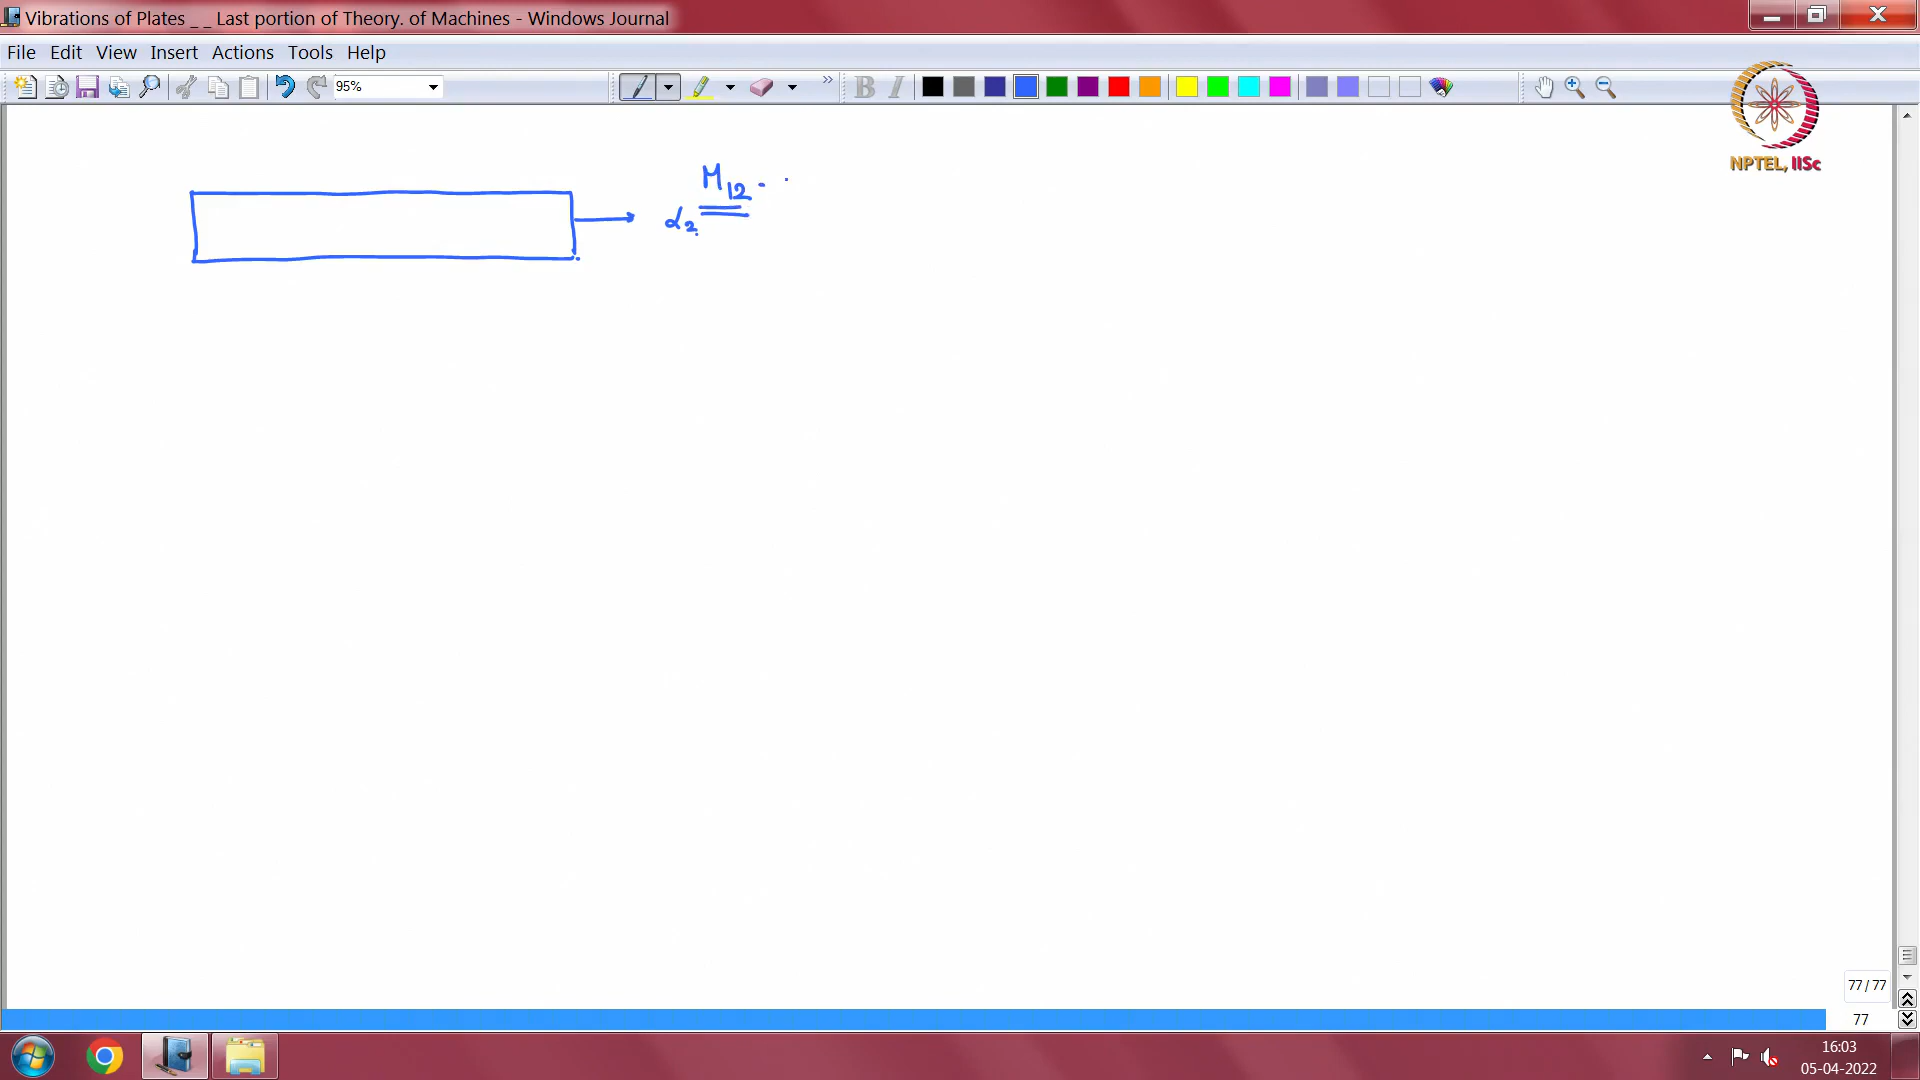 Vibrations of Plates _ _ Last portion of Theory. of Machines - Windows Journal
File Edit View Insert Actions Tools Help
95%
B I
NPTEL, IISc
M₁₂
α₂
77 / 77
77
16:03
05-04-2022